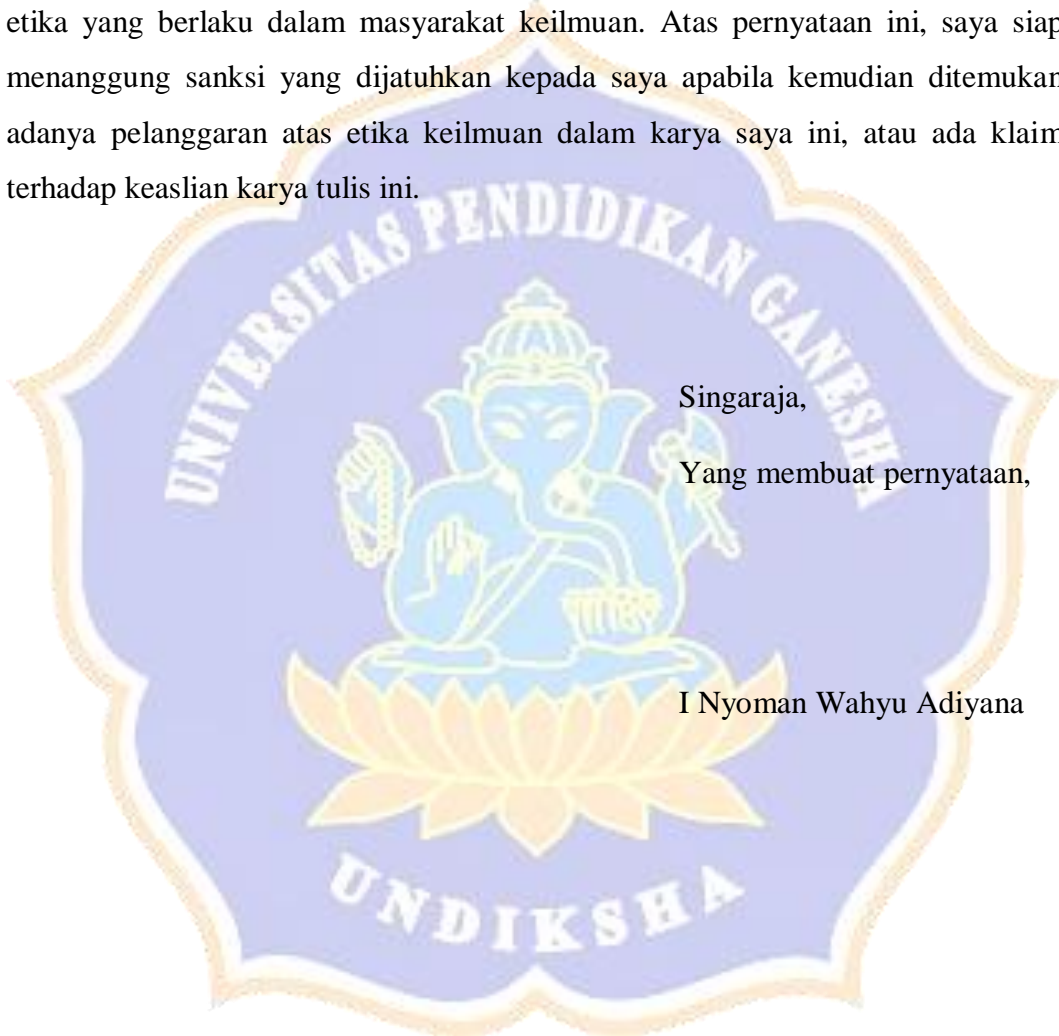 etika yang berlaku dalam masyarakat keilmuan. Atas pernyataan ini, saya siap
menanggung sanksi yang dijatuhkan kepada saya apabila kemudian ditemukan
adanya pelanggaran atas etika keilmuan dalam karya saya ini, atau ada klaim
terhadap keaslian karya tulis ini.
UNIVERSITAS PENDIDIKAN GANESHA
Singaraja,
Yang membuat pernyataan,
I Nyoman Wahyu Adiyana
UNDIKSHA